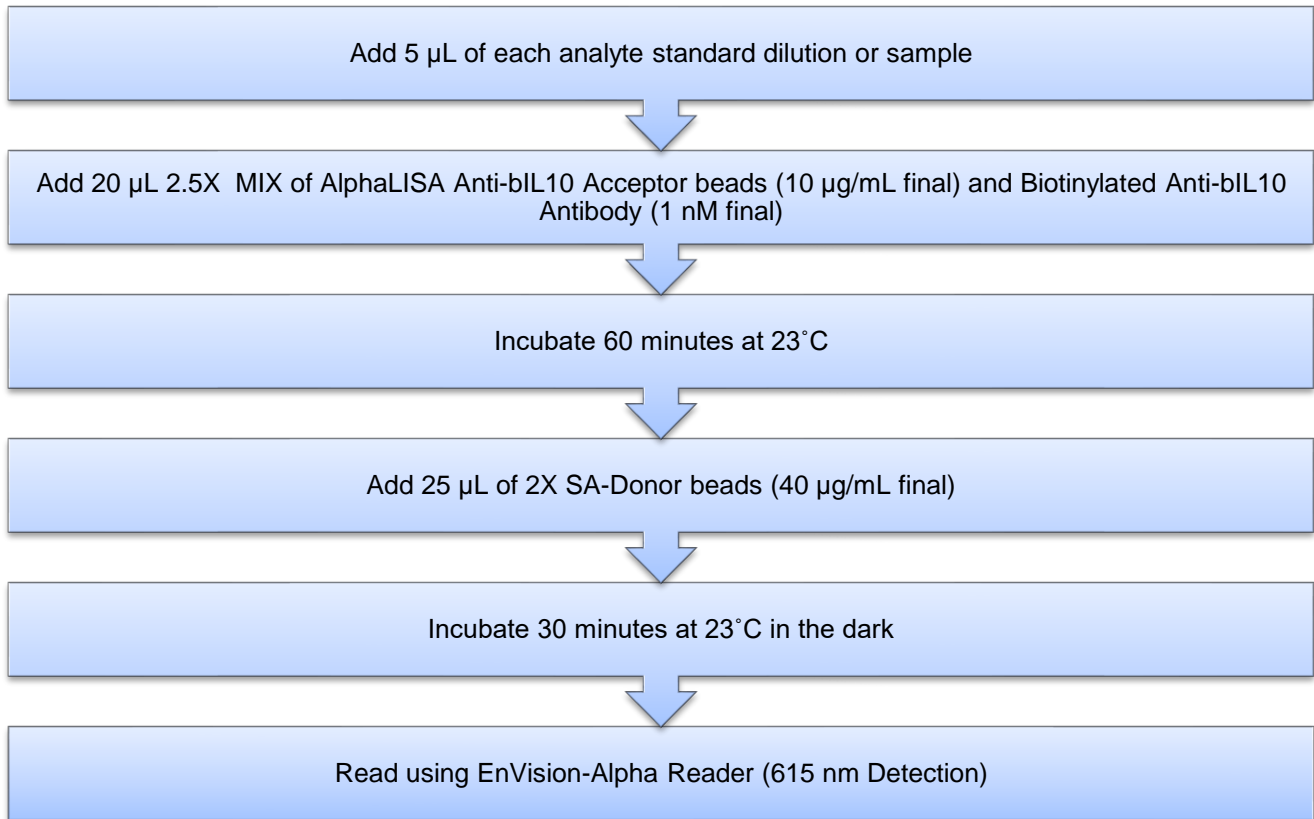 Add 5 µL of each analyte standard dilution or sample
Add 20 µL 2.5X  MIX of AlphaLISA Anti-bIL10 Acceptor beads (10 µg/mL final) and Biotinylated Anti-bIL10
Antibody (1 nM final)
Incubate 60 minutes at 23˚C
Add 25 µL of 2X SA-Donor beads (40 µg/mL final)
Incubate 30 minutes at 23˚C in the dark
Read using EnVision-Alpha Reader (615 nm Detection)